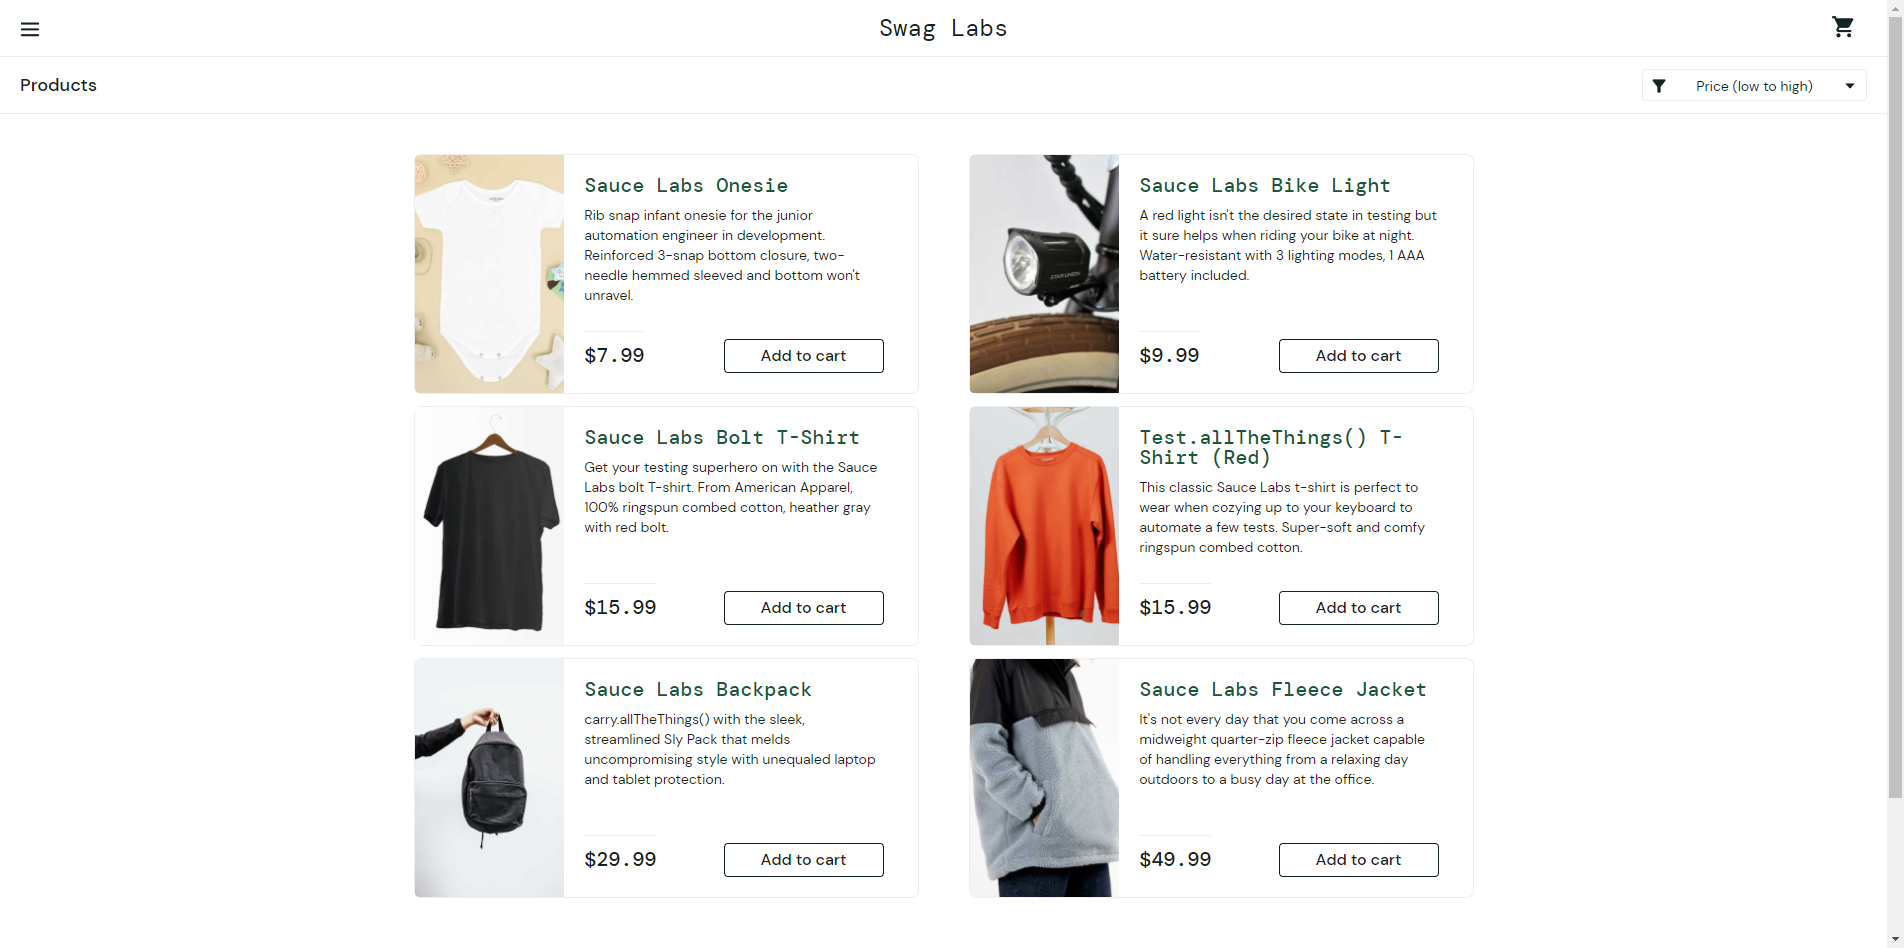 Swag Labs
Products
Price (low to high)
Sauce Labs Onesie
Rib snap infant onesie for the junior
automation engineer in development.
Reinforced 3-snap bottom closure, two-
needle hemmed sleeved and bottom won't
unravel.
$7.99
Add to cart
Sauce Labs Bike Light
A red light isn't the desired state in testing but
it sure helps when riding your bike at night.
Water-resistant with 3 lighting modes, 1 AAA
battery included.
STAR UNION
$9.99
Add to cart
Sauce Labs Bolt T-Shirt
Get your testing superhero on with the Sauce
Labs bolt T-shirt. From American Apparel,
100% ringspun combed cotton, heather gray
with red bolt.
$15.99
Add to cart
Test.allTheThings() T-
Shirt (Red)
This classic Sauce Labs t-shirt is perfect to
wear when cozying up to your keyboard to
automate a few tests. Super-soft and comfy
ringspun combed cotton.
$15.99
Add to cart
Sauce Labs Backpack
carry.allTheThings() with the sleek,
streamlined Sly Pack that melds
uncompromising style with unequaled laptop
and tablet protection.
$29.99
Add to cart
Sauce Labs Fleece Jacket
It's not every day that you come across a
midweight quarter-zip fleece jacket capable
of handling everything from a relaxing day
outdoors to a busy day at the office.
$49.99
Add to cart